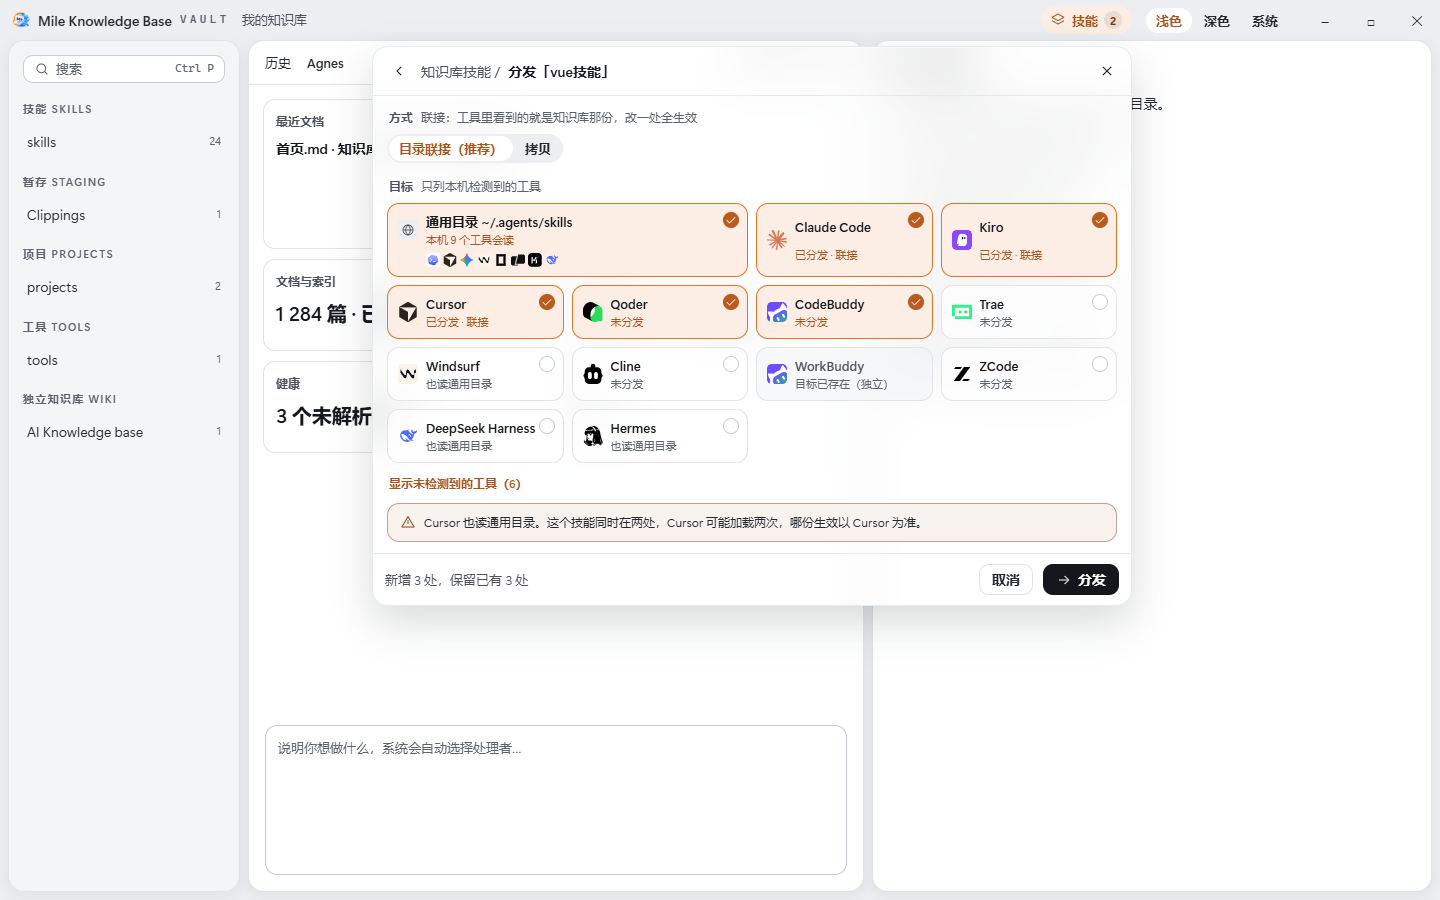 Mile Knowledge Base VAULT 我的知识库
技能 2 浅色 深色 系统
搜索 Ctrl P
技能 SKILLS
skills 24
暂存 STAGING
Clippings 1
项目 PROJECTS
projects 2
工具 TOOLS
tools 1
独立知识库 WIKI
AI Knowledge base 1
历史 Agnes
最近文档
首页.md · 知识库
文档与索引
1 284 篇 · 已
健康
3 个未解析
说明你想做什么，系统会自动选择处理者...
目录。
知识库技能 / 分发「vue技能」
方式 联接：工具里看到的就是知识库那份，改一处全生效
目录联接（推荐） 拷贝
目标 只列本机检测到的工具
通用目录 ~/.agents/skills
本机 9 个工具会读
Claude Code
已分发 · 联接
Kiro
已分发 · 联接
Cursor
已分发 · 联接
Qoder
未分发
CodeBuddy
未分发
Trae
未分发
Windsurf
也读通用目录
Cline
未分发
WorkBuddy
目标已存在（独立）
ZCode
未分发
DeepSeek Harness
也读通用目录
Hermes
也读通用目录
显示未检测到的工具（6）
Cursor 也读通用目录。这个技能同时在两处，Cursor 可能加载两次，哪份生效以 Cursor 为准。
新增 3 处，保留已有 3 处
取消 分发